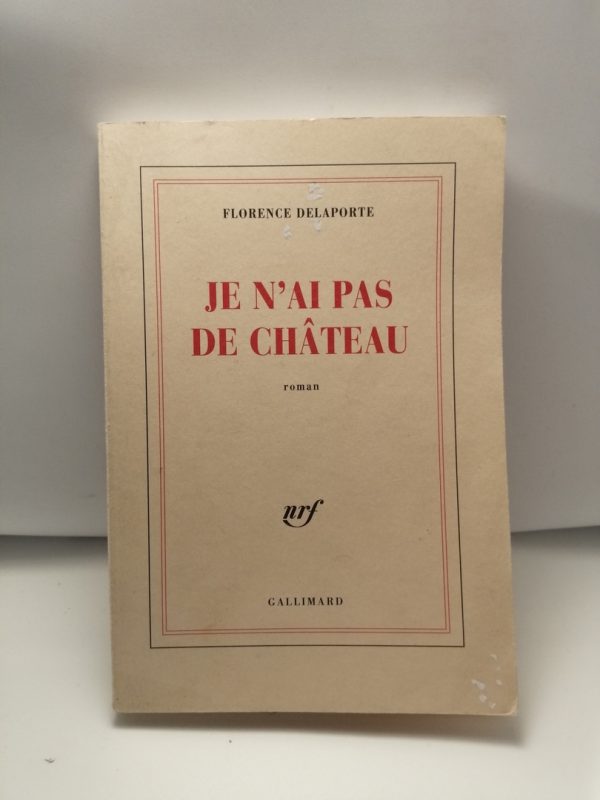 FLORENCE DELAPORTE
JE N'AI PAS
DE CHÂTEAU
roman
nrf
GALLIMARD